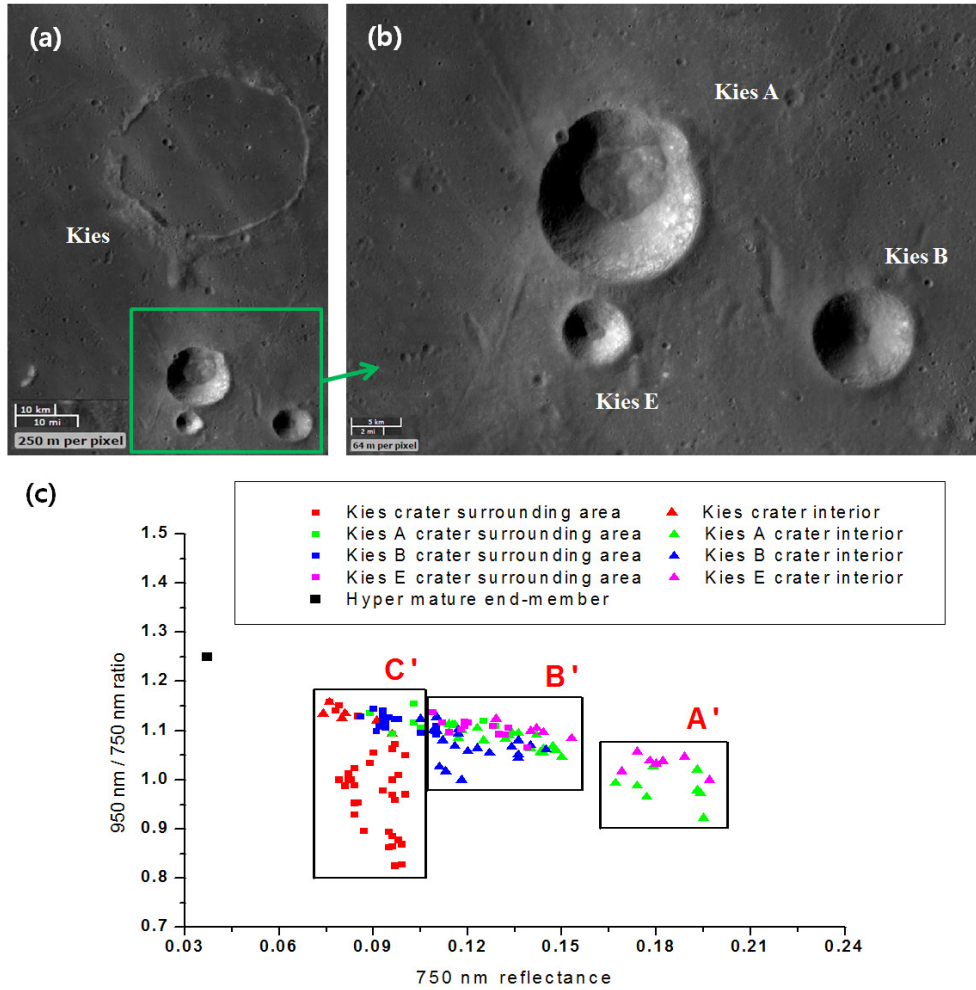 (a)
Kies
10 km
10 mi
250 m per pixel
(b)
Kies A
Kies B
Kies E
5 km
2 mi
64 m per pixel
(c)
Kies crater surrounding area
Kies crater interior
Kies A crater surrounding area
Kies A crater interior
Kies B crater surrounding area
Kies B crater interior
Kies E crater surrounding area
Kies E crater interior
Hyper mature end-member
950 nm / 750 nm ratio
1.5
1.4
1.3
1.2
1.1
1.0
0.9
0.8
0.7
C'
B'
A'
0.03 0.06 0.09 0.12 0.15 0.18 0.21 0.24
750 nm reflectance